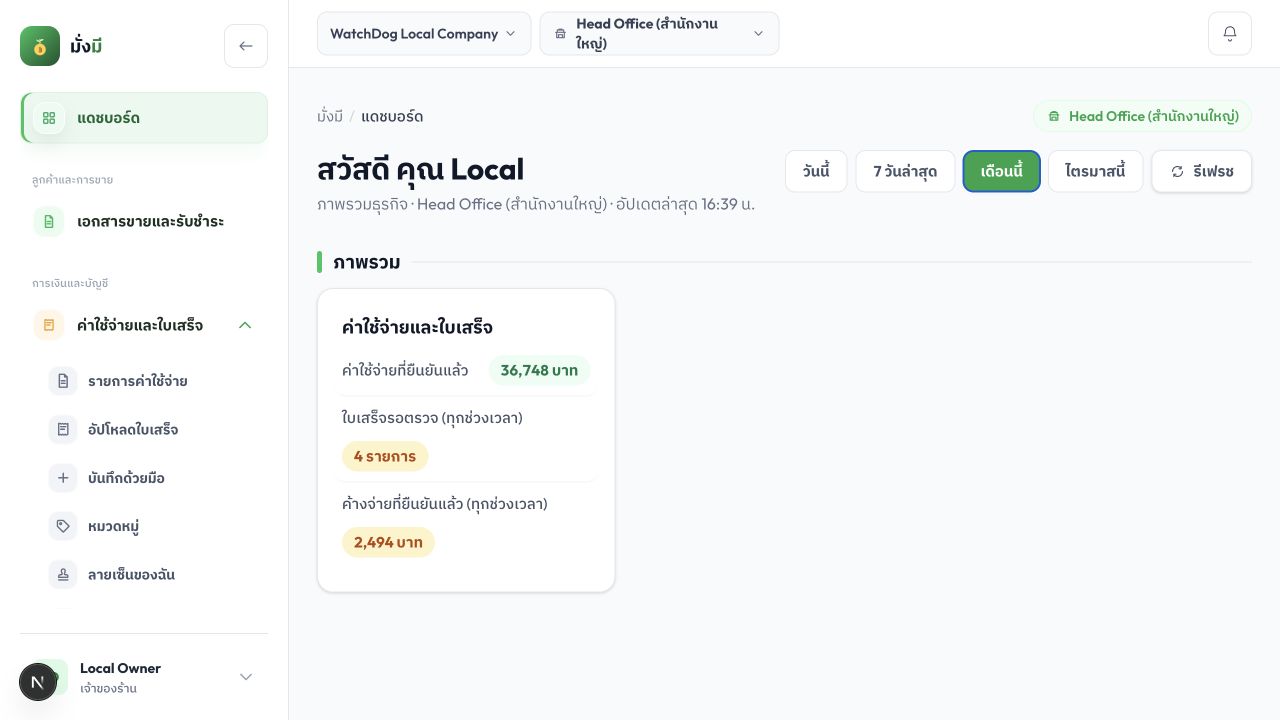 มั่งมี
แดชบอร์ด
ลูกค้าและการขาย
เอกสารขายและรับชำระ
การเงินและบัญชี
ค่าใช้จ่ายและใบเสร็จ
รายการค่าใช้จ่าย
อัปโหลดใบเสร็จ
บันทึกด้วยมือ
หมวดหมู่
ลายเซ็นของฉัน
N
Local Owner
เจ้าของร้าน
WatchDog Local Company
Head Office (สำนักงาน
ใหญ่)
มั่งมี / แดชบอร์ด
Head Office (สำนักงานใหญ่)
สวัสดี คุณ Local
ภาพรวมธุรกิจ · Head Office (สำนักงานใหญ่) · อัปเดตล่าสุด 16:39 น.
วันนี้
7 วันล่าสุด
เดือนนี้
ไตรมาสนี้
รีเฟรช
ภาพรวม
ค่าใช้จ่ายและใบเสร็จ
ค่าใช้จ่ายที่ยืนยันแล้ว 36,748 บาท
ใบเสร็จรอตรวจ (ทุกช่วงเวลา)
4 รายการ
ค้างจ่ายที่ยืนยันแล้ว (ทุกช่วงเวลา)
2,494 บาท